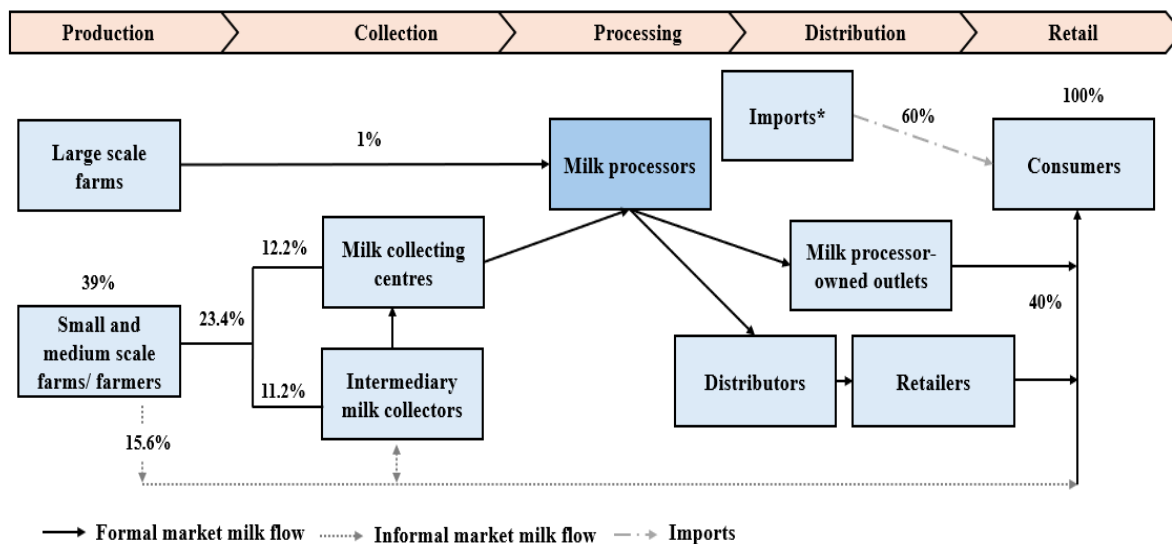 Production
Collection
Processing
Distribution
Retail
Large scale
farms
1%
Milk processors
Imports*
60%
100%
Consumers
39%
Small and
medium scale
farms/ farmers
23.4%
12.2%
Milk collecting
centres
11.2%
Intermediary
milk collectors
Milk processor-
owned outlets
40%
Distributors
Retailers
15.6%
Formal market milk flow
Informal market milk flow
Imports